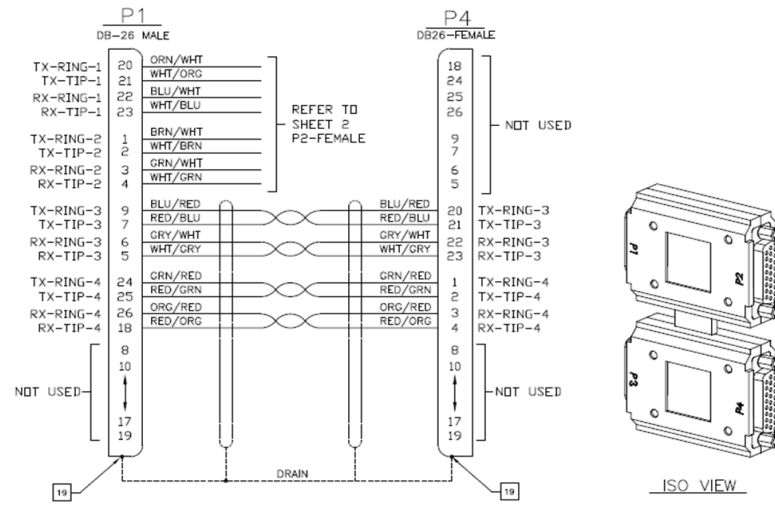 P1
DB-26 MALE
TX-RING-1 20 ORN/WHT
TX-TIP-1 21 WHT/ORG
RX-RING-1 22 BLU/WHT
RX-TIP-1 23 WHT/BLU
TX-RING-2 1 BRN/WHT
TX-TIP-2 2 WHT/BRN
RX-RING-2 3 GRN/WHT
RX-TIP-2 4 WHT/GRN
REFER TO
SHEET 2
P2-FEMALE
P4
DB26-FEMALE
18
24
25
26
9
7
6
5
NOT USED
TX-RING-3 9 BLU/RED BLU/RED 20 TX-RING-3
TX-TIP-3 7 RED/BLU RED/BLU 21 TX-TIP-3
RX-RING-3 6 GRY/WHT GRY/WHT 22 RX-RING-3
RX-TIP-3 5 WHT/GRY WHT/GRY 23 RX-TIP-3
TX-RING-4 24 GRN/RED GRN/RED 1 TX-RING-4
TX-TIP-4 25 RED/GRN RED/GRN 2 TX-TIP-4
RX-RING-4 26 ORG/RED ORG/RED 3 RX-RING-4
RX-TIP-4 18 RED/ORG RED/ORG 4 RX-TIP-4
8 8
10 10
NOT USED NOT USED
17 17
19 19
DRAIN
19 19
P1
P2
P3
P4
ISO VIEW